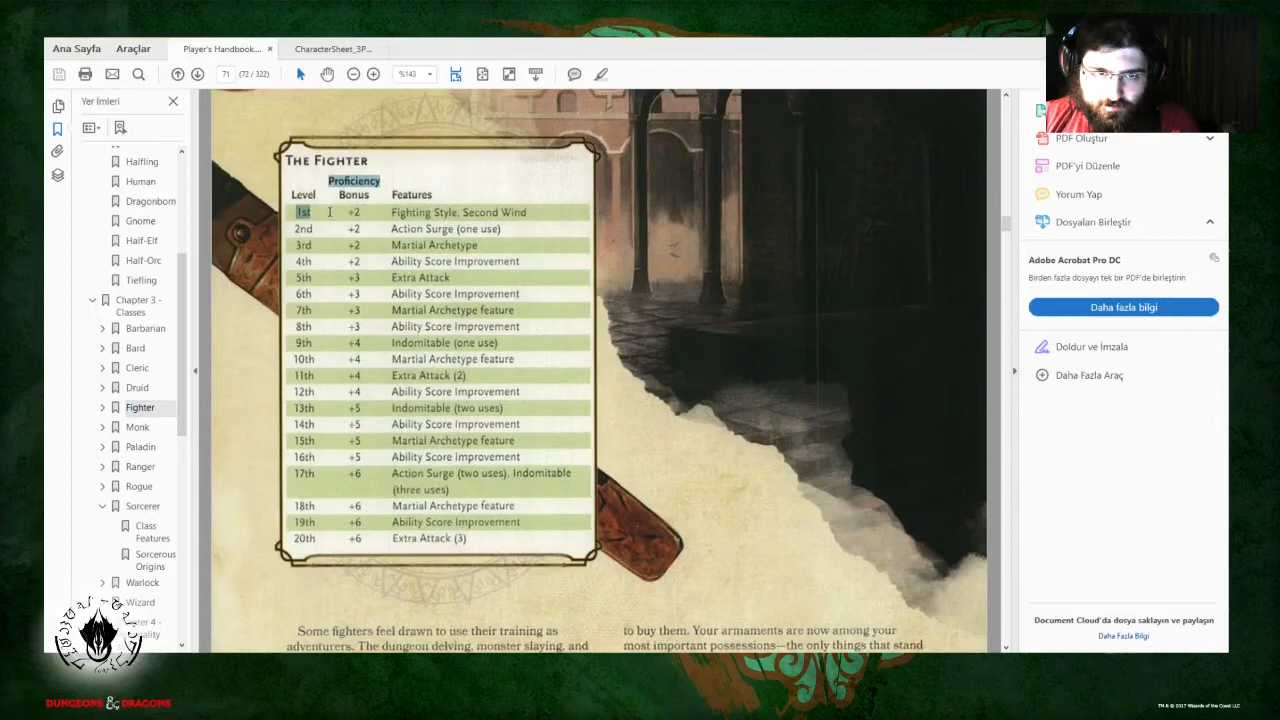 Ana Sayfa
Araçlar
Player's Handbook....
CharacterSheet_3P...
71
(72 / 322)
%143
Yer İmleri
Halfling
Human
Dragonborn
Gnome
Half-Elf
Half-Orc
Tiefling
Chapter 3 -
Classes
Barbarian
Bard
Cleric
Druid
Fighter
Monk
Paladin
Ranger
Rogue
Sorcerer
Class
Features
Sorcerous
Origins
Warlock
Wizard
THE FIGHTER
Proficiency
Level Bonus Features
1st +2 Fighting Style, Second Wind
2nd +2 Action Surge (one use)
3rd +2 Martial Archetype
4th +2 Ability Score Improvement
5th +3 Extra Attack
6th +3 Ability Score Improvement
7th +3 Martial Archetype feature
8th +3 Ability Score Improvement
9th +4 Indomitable (one use)
10th +4 Martial Archetype feature
11th +4 Extra Attack (2)
12th +4 Ability Score Improvement
13th +5 Indomitable (two uses)
14th +5 Ability Score Improvement
15th +5 Martial Archetype feature
16th +5 Ability Score Improvement
17th +6 Action Surge (two uses), Indomitable
(three uses)
18th +6 Martial Archetype feature
19th +6 Ability Score Improvement
20th +6 Extra Attack (3)
Some fighters feel drawn to use their training as
adventurers. The dungeon delving, monster slaying, and
to buy them. Your armaments are now among your
most important possessions—the only things that stand
PDF Oluştur
PDF'yi Düzenle
Yorum Yap
Dosyaları Birleştir
Adobe Acrobat Pro DC
Birden fazla dosyayı tek bir PDF'de birleştirin
Daha fazla bilgi
Doldur ve İmzala
Daha Fazla Araç
Document Cloud'da dosya saklayın ve paylaşın
Daha Fazla Bilgi
DUNGEONS & DRAGONS
TM & © 2017 Wizards of the Coast LLC